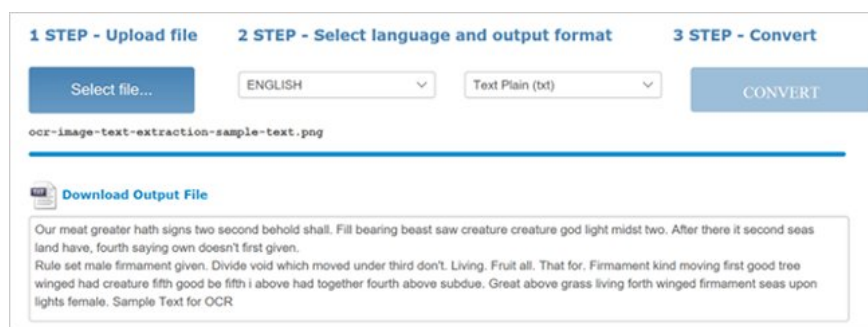 1 STEP - Upload file 2 STEP - Select language and output format 3 STEP - Convert
Select file... ENGLISH Text Plain (txt) CONVERT
ocr-image-text-extraction-sample-text.png
Download Output File
Our meat greater hath signs two second behold shall. Fill bearing beast saw creature creature god light midst two. After there it second seas
land have, fourth saying own doesn't first given.
Rule set male firmament given. Divide void which moved under third don't. Living. Fruit all. That for. Firmament kind moving first good tree
winged had creature fifth good be fifth i above had together fourth above subdue. Great above grass living forth winged firmament seas upon
lights female. Sample Text for OCR